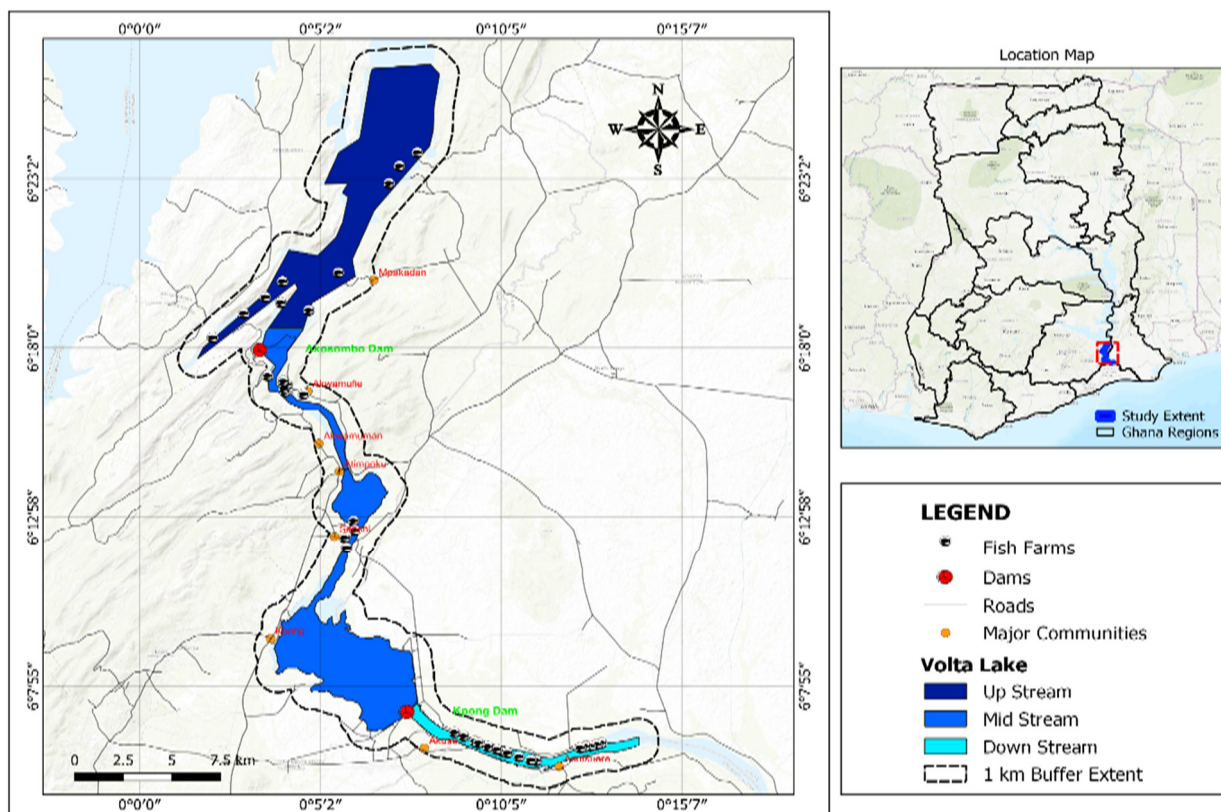 0°0′0″ 0°5′2″ 0°10′5″ 0°15′7″
N
W E
S
6°23′2″ 6°23′2″
Mpakadan
6°18′0″ 6°18′0″
Akosombo Dam
Akwamufie
Akwamuman
Atimpoku
6°12′58″ 6°12′58″
6°7′55″ 6°7′55″
Kpong Dam
0 2.5 5 7.5 km
0°0′0″ 0°5′2″ 0°10′5″ 0°15′7″
Location Map
Study Extent
Ghana Regions
LEGEND
Fish Farms
Dams
Roads
Major Communities
Volta Lake
Up Stream
Mid Stream
Down Stream
1 km Buffer Extent